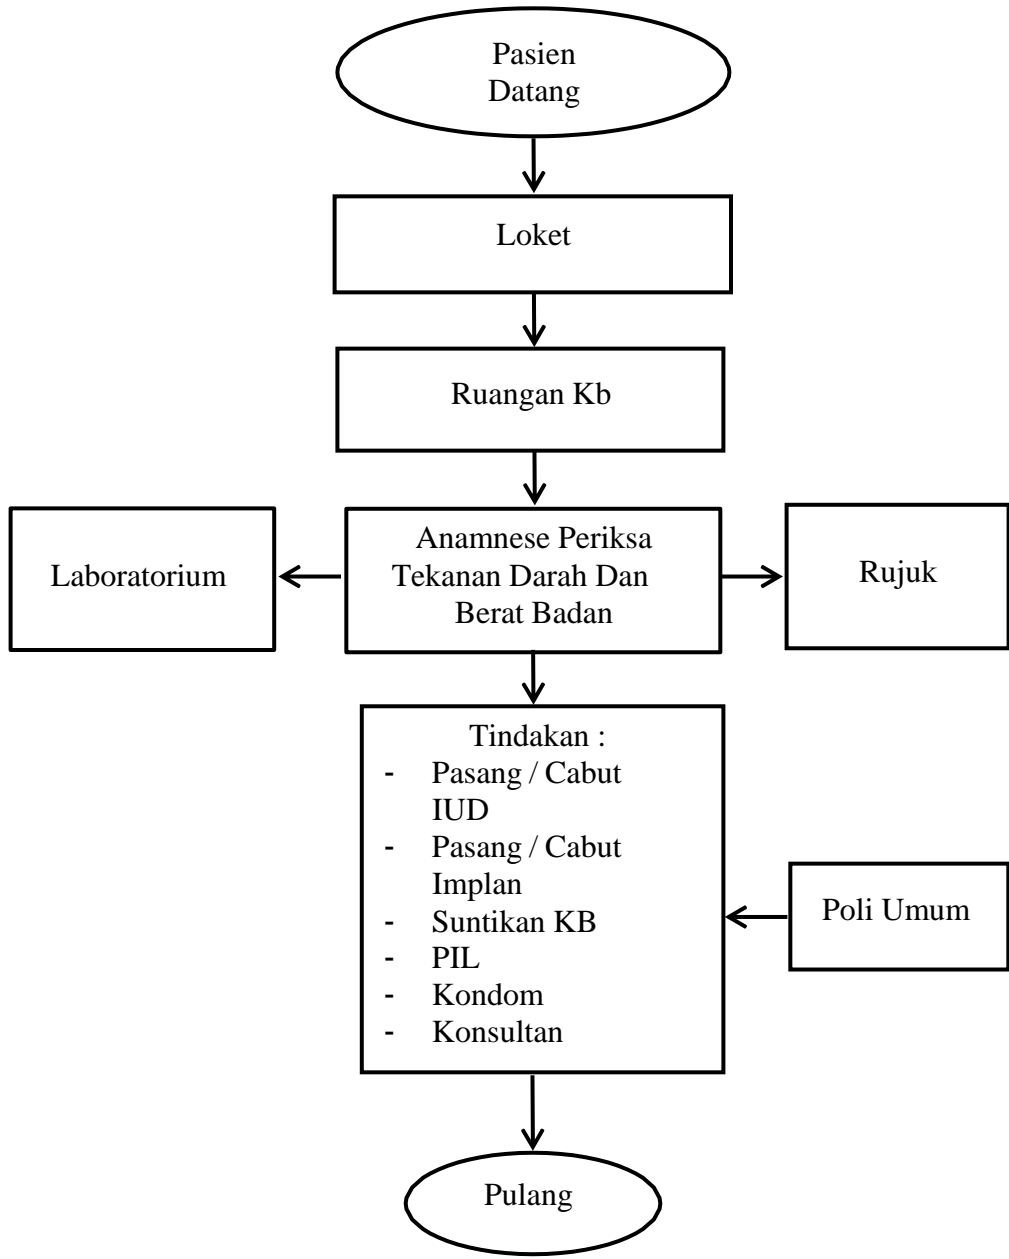 Pasien
Datang
Loket
Ruangan Kb
Laboratorium
Anamnese Periksa
Tekanan Darah Dan
Berat Badan
Rujuk
Tindakan :
- Pasang / Cabut
IUD
- Pasang / Cabut
Implan
- Suntikan KB
- PIL
- Kondom
- Konsultan
Poli Umum
Pulang